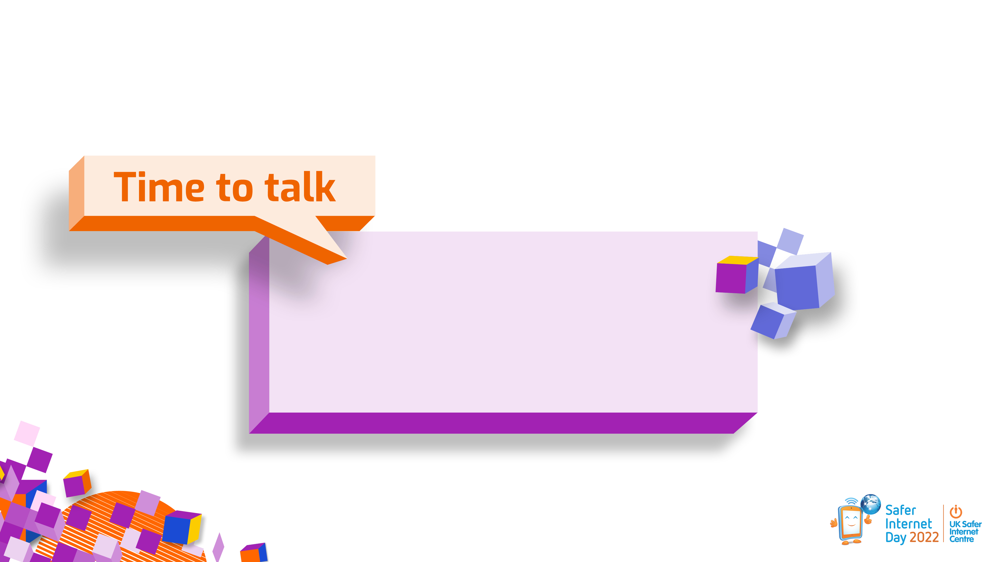 Time to talk
Safer
Internet
Day 2022
UK Safer
Internet
Centre